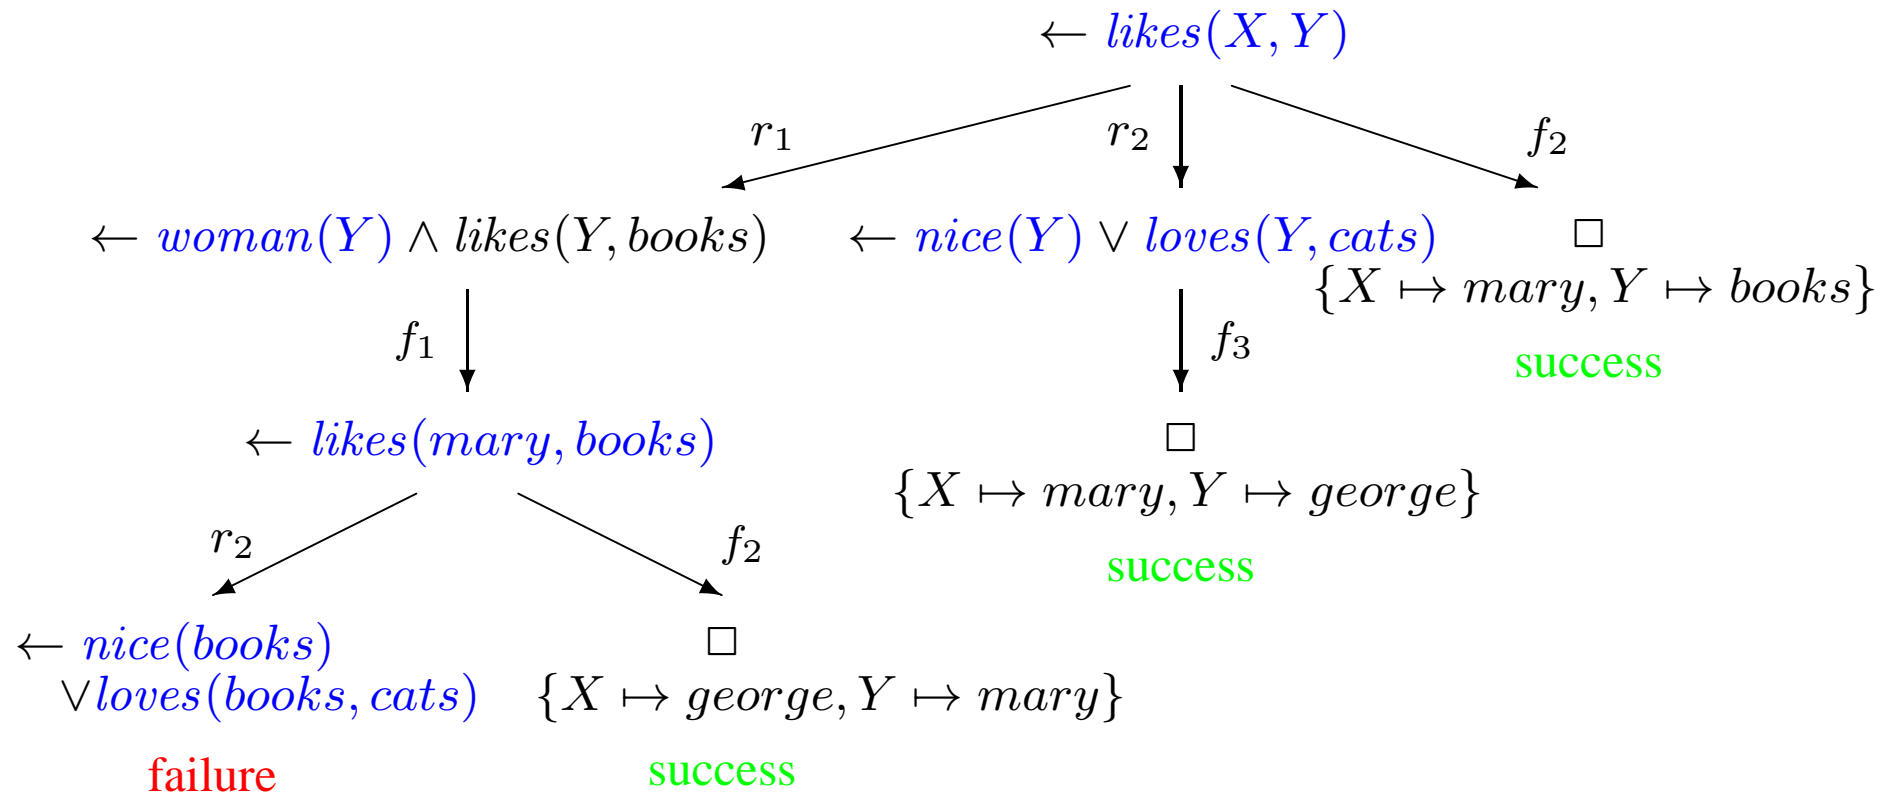 ← likes(X, Y)
r₁
r₂
f₂
← woman(Y) ∧ likes(Y, books)
← nice(Y) ∨ loves(Y, cats)
□
{X ↦ mary, Y ↦ books}
success
f₁
f₃
← likes(mary, books)
□
{X ↦ mary, Y ↦ george}
success
r₂
f₂
← nice(books)
∨loves(books, cats)
failure
□
{X ↦ george, Y ↦ mary}
success